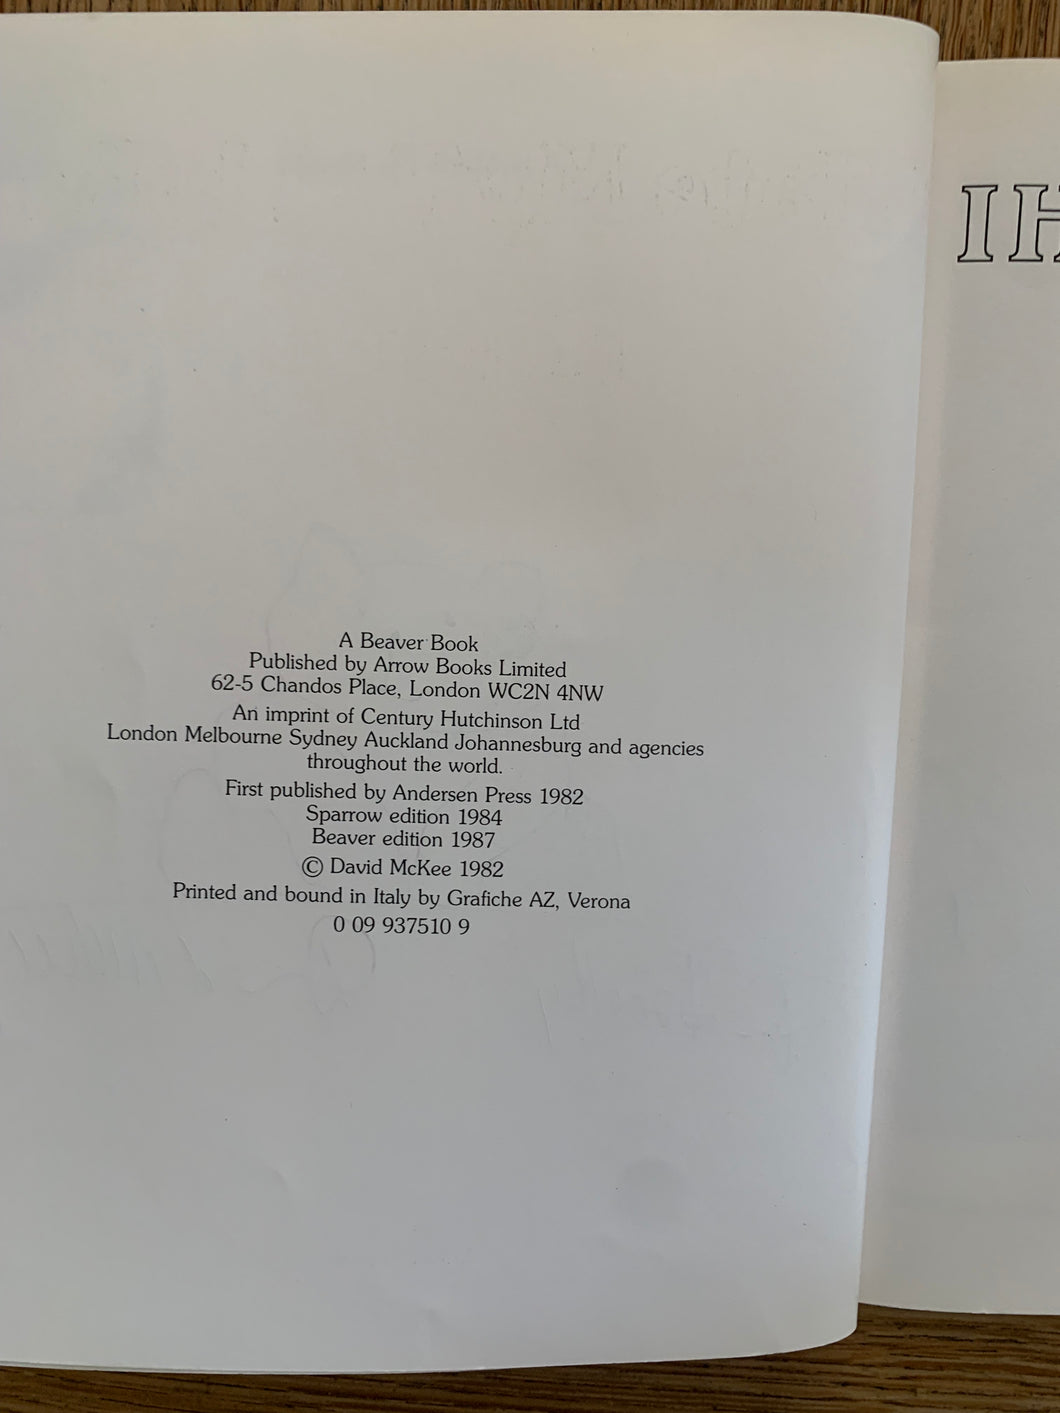 A Beaver Book
Published by Arrow Books Limited
62-5 Chandos Place, London WC2N 4NW
An imprint of Century Hutchinson Ltd
London Melbourne Sydney Auckland Johannesburg and agencies
throughout the world.
First published by Andersen Press 1982
Sparrow edition 1984
Beaver edition 1987
© David McKee 1982
Printed and bound in Italy by Grafiche AZ, Verona
0 09 937510 9
I H